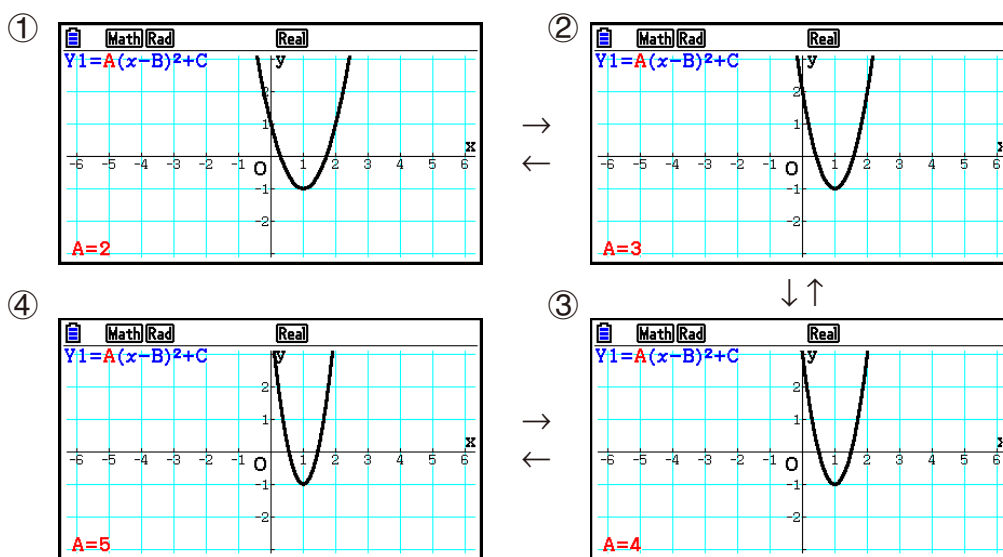 ①
Math Rad Real
Y1=A(x-B)²+C
y
2
1
x
-6 -5 -4 -3 -2 -1 O 1 2 3 4 5 6
-1
-2
A=2
→
←
②
Math Rad Real
Y1=A(x-B)²+C
y
2
1
x
-6 -5 -4 -3 -2 -1 O 1 2 3 4 5 6
-1
-2
A=3
↓↑
④
Math Rad Real
Y1=A(x-B)²+C
y
2
1
x
-6 -5 -4 -3 -2 -1 O 1 2 3 4 5 6
-1
-2
A=5
→
←
③
Math Rad Real
Y1=A(x-B)²+C
y
2
1
x
-6 -5 -4 -3 -2 -1 O 1 2 3 4 5 6
-1
-2
A=4